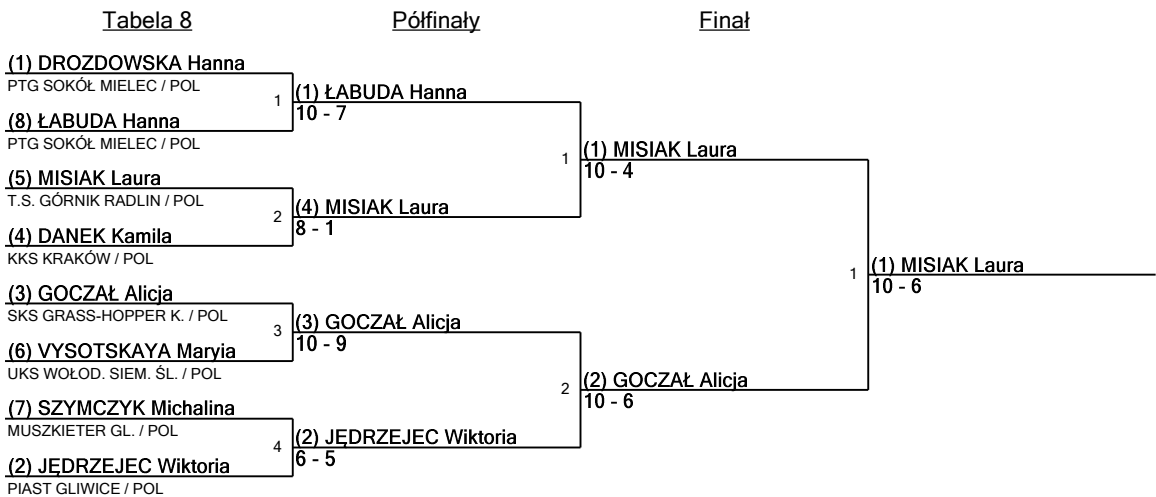 Tabela 8
Półfinały
Finał
(1) DROZDOWSKA Hanna
PTG SOKÓŁ MIELEC / POL
1
(8) ŁABUDA Hanna
PTG SOKÓŁ MIELEC / POL
(5) MISIAK Laura
T.S. GÓRNIK RADLIN / POL
2
(4) DANEK Kamila
KKS KRAKÓW / POL
(3) GOCZAŁ Alicja
SKS GRASS-HOPPER K. / POL
3
(6) VYSOTSKAYA Maryia
UKS WOŁOD. SIEM. ŚL. / POL
(7) SZYMCZYK Michalina
MUSZKIETER GL. / POL
4
(2) JĘDRZEJEC Wiktoria
PIAST GLIWICE / POL
(1) ŁABUDA Hanna
10 - 7
1
(4) MISIAK Laura
8 - 1
(3) GOCZAŁ Alicja
10 - 9
2
(2) JĘDRZEJEC Wiktoria
6 - 5
(1) MISIAK Laura
10 - 4
1
(2) GOCZAŁ Alicja
10 - 6
(1) MISIAK Laura
10 - 6